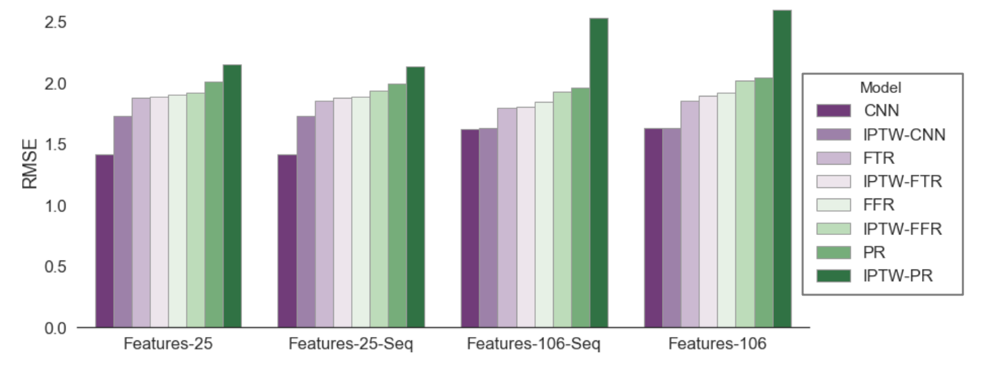 RMSE
2.5
2.0
1.5
1.0
0.5
0.0
Features-25
Features-25-Seq
Features-106-Seq
Features-106
Model
CNN
IPTW-CNN
FTR
IPTW-FTR
FFR
IPTW-FFR
PR
IPTW-PR